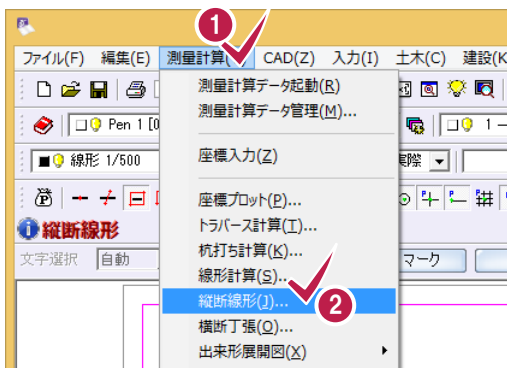 1
ファイル(F) 編集(E) 測量計算( CAD(Z) 入力(I) 土木(C) 建設(K
測量計算データ起動(R)
測量計算データ管理(M)...
Pen 1 [0
1
線形 1/500
座標入力(Z)
実際
座標プロット(P)...
トラバース計算(T)...
縦断線形
杭打ち計算(K)...
文字選択 自動
マーク
線形計算(S)...
縦断線形(J)...
2
横断丁張(O)...
出来形展開図(X)